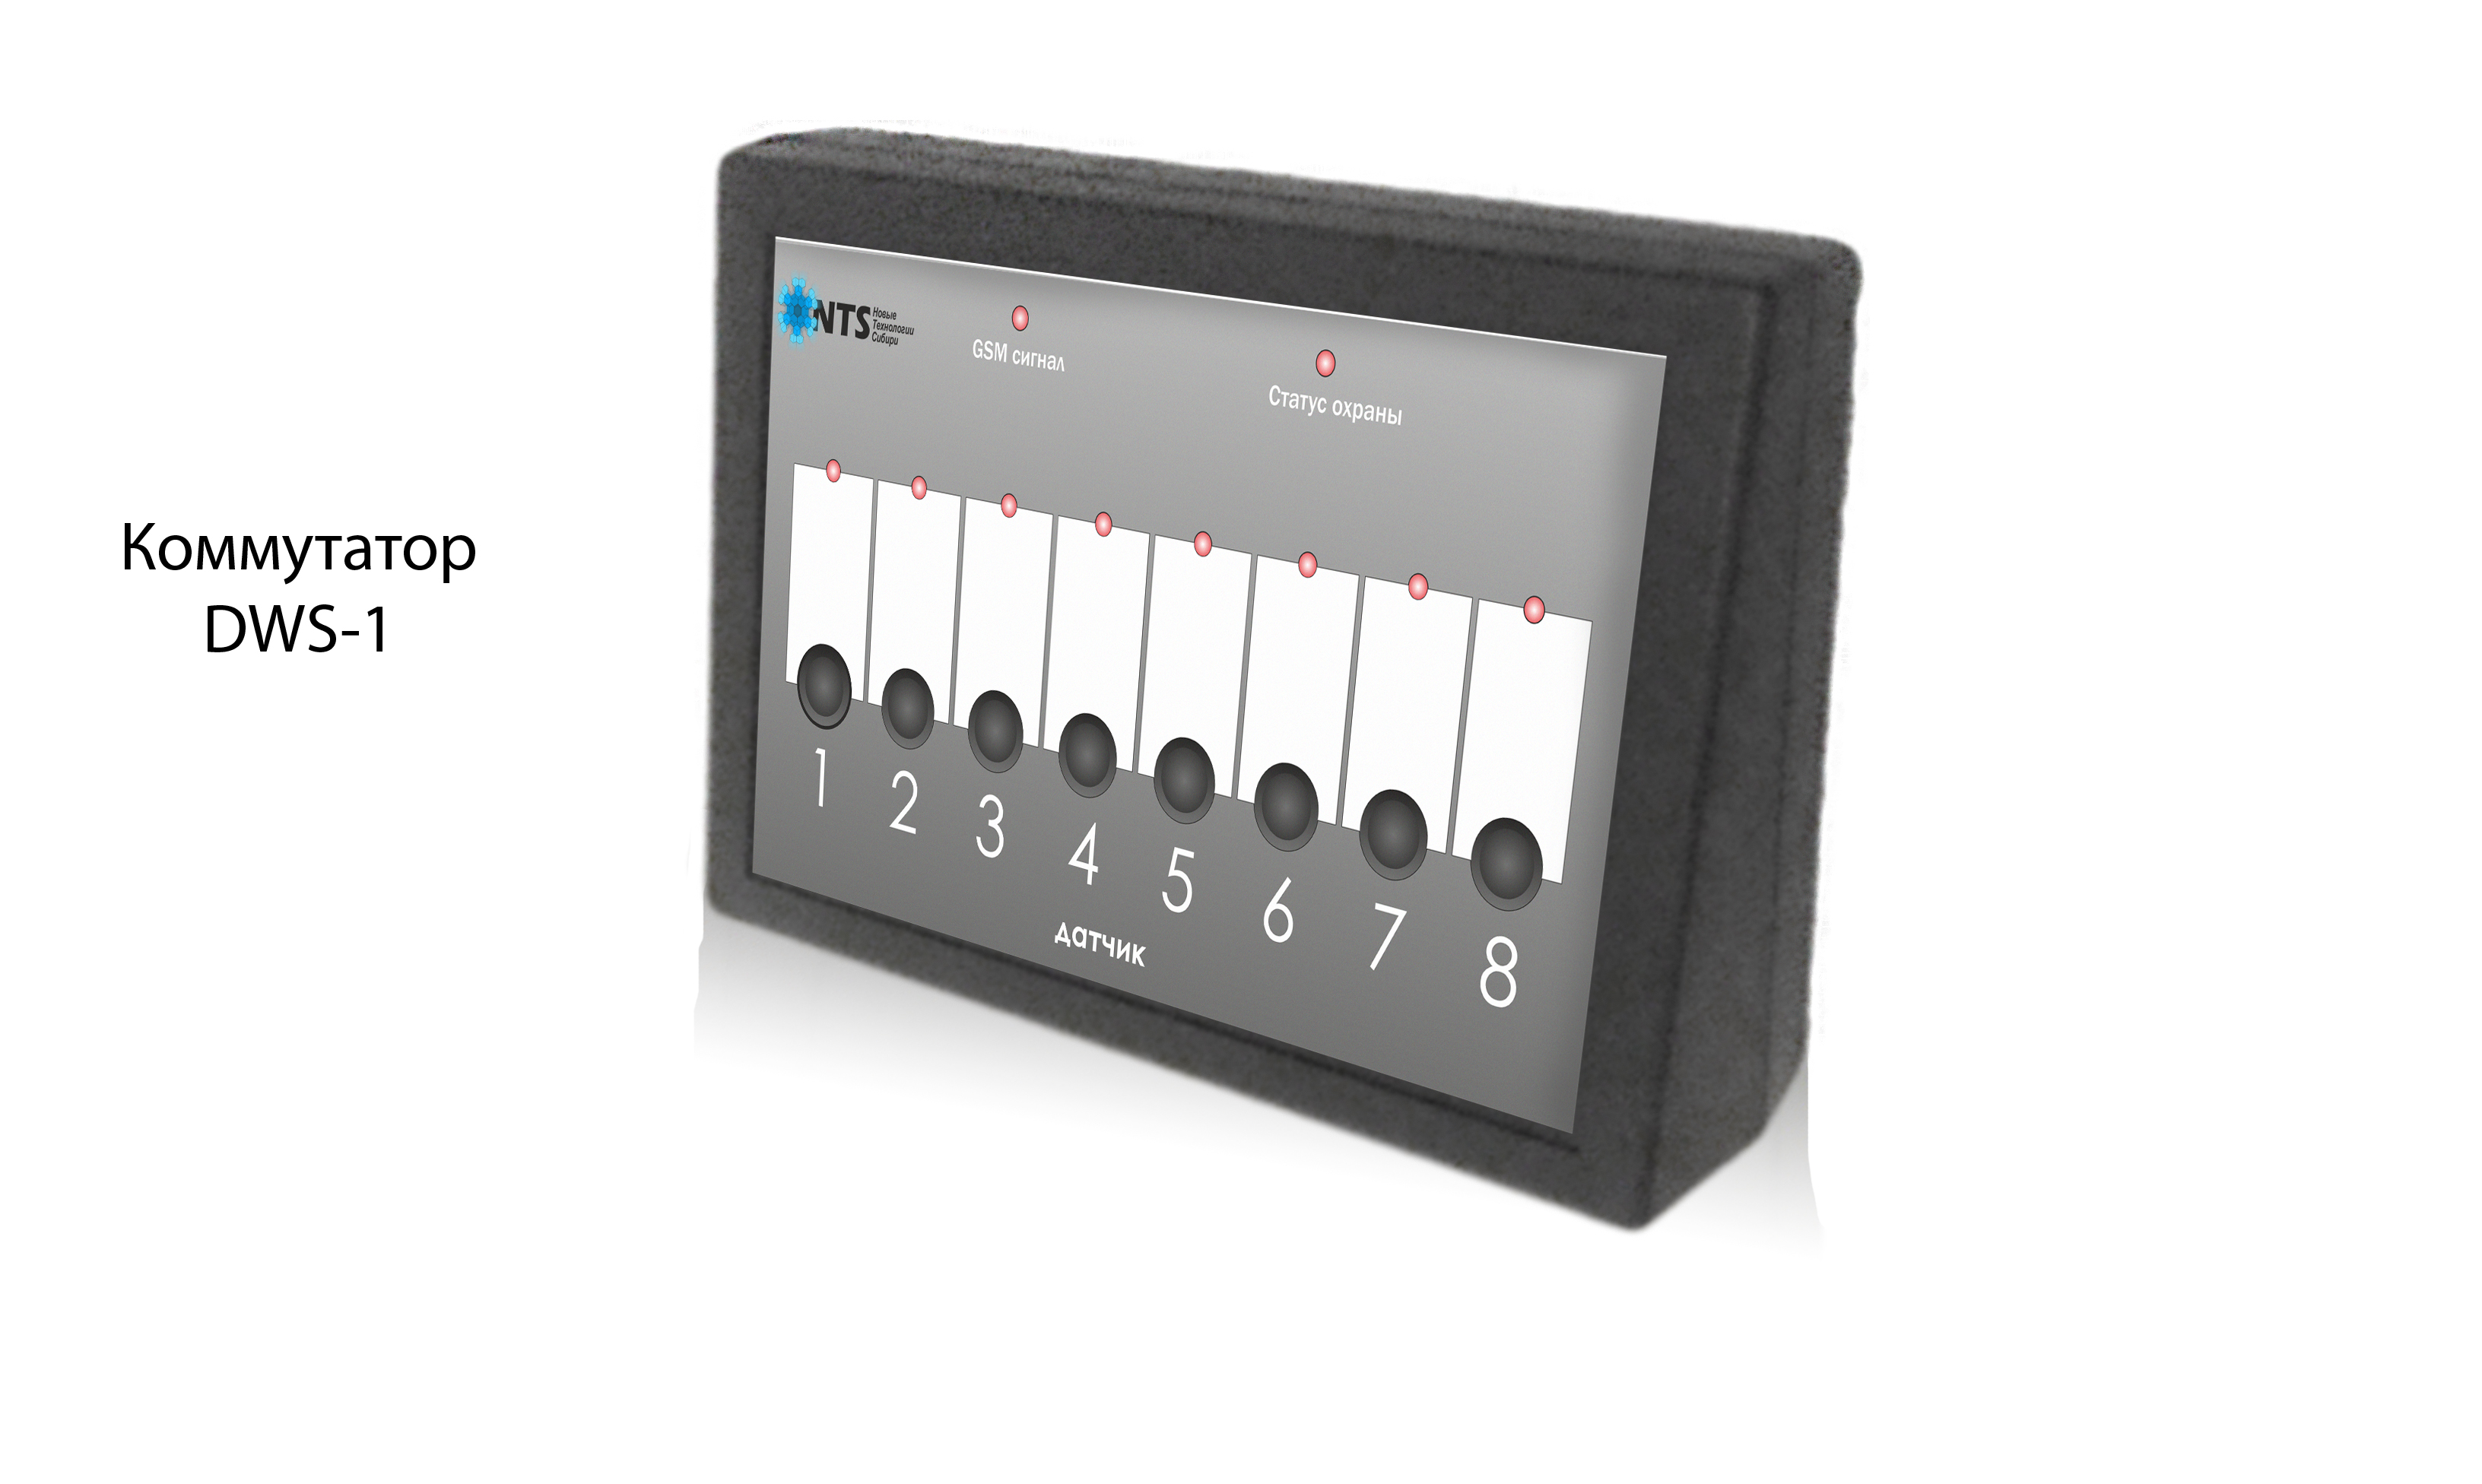 Коммутатор
DWS-1
NTS
Новые
Технологии
Сибири
GSM сигнал
Статус охраны
1 2 3 4 5 6 7 8
датчик